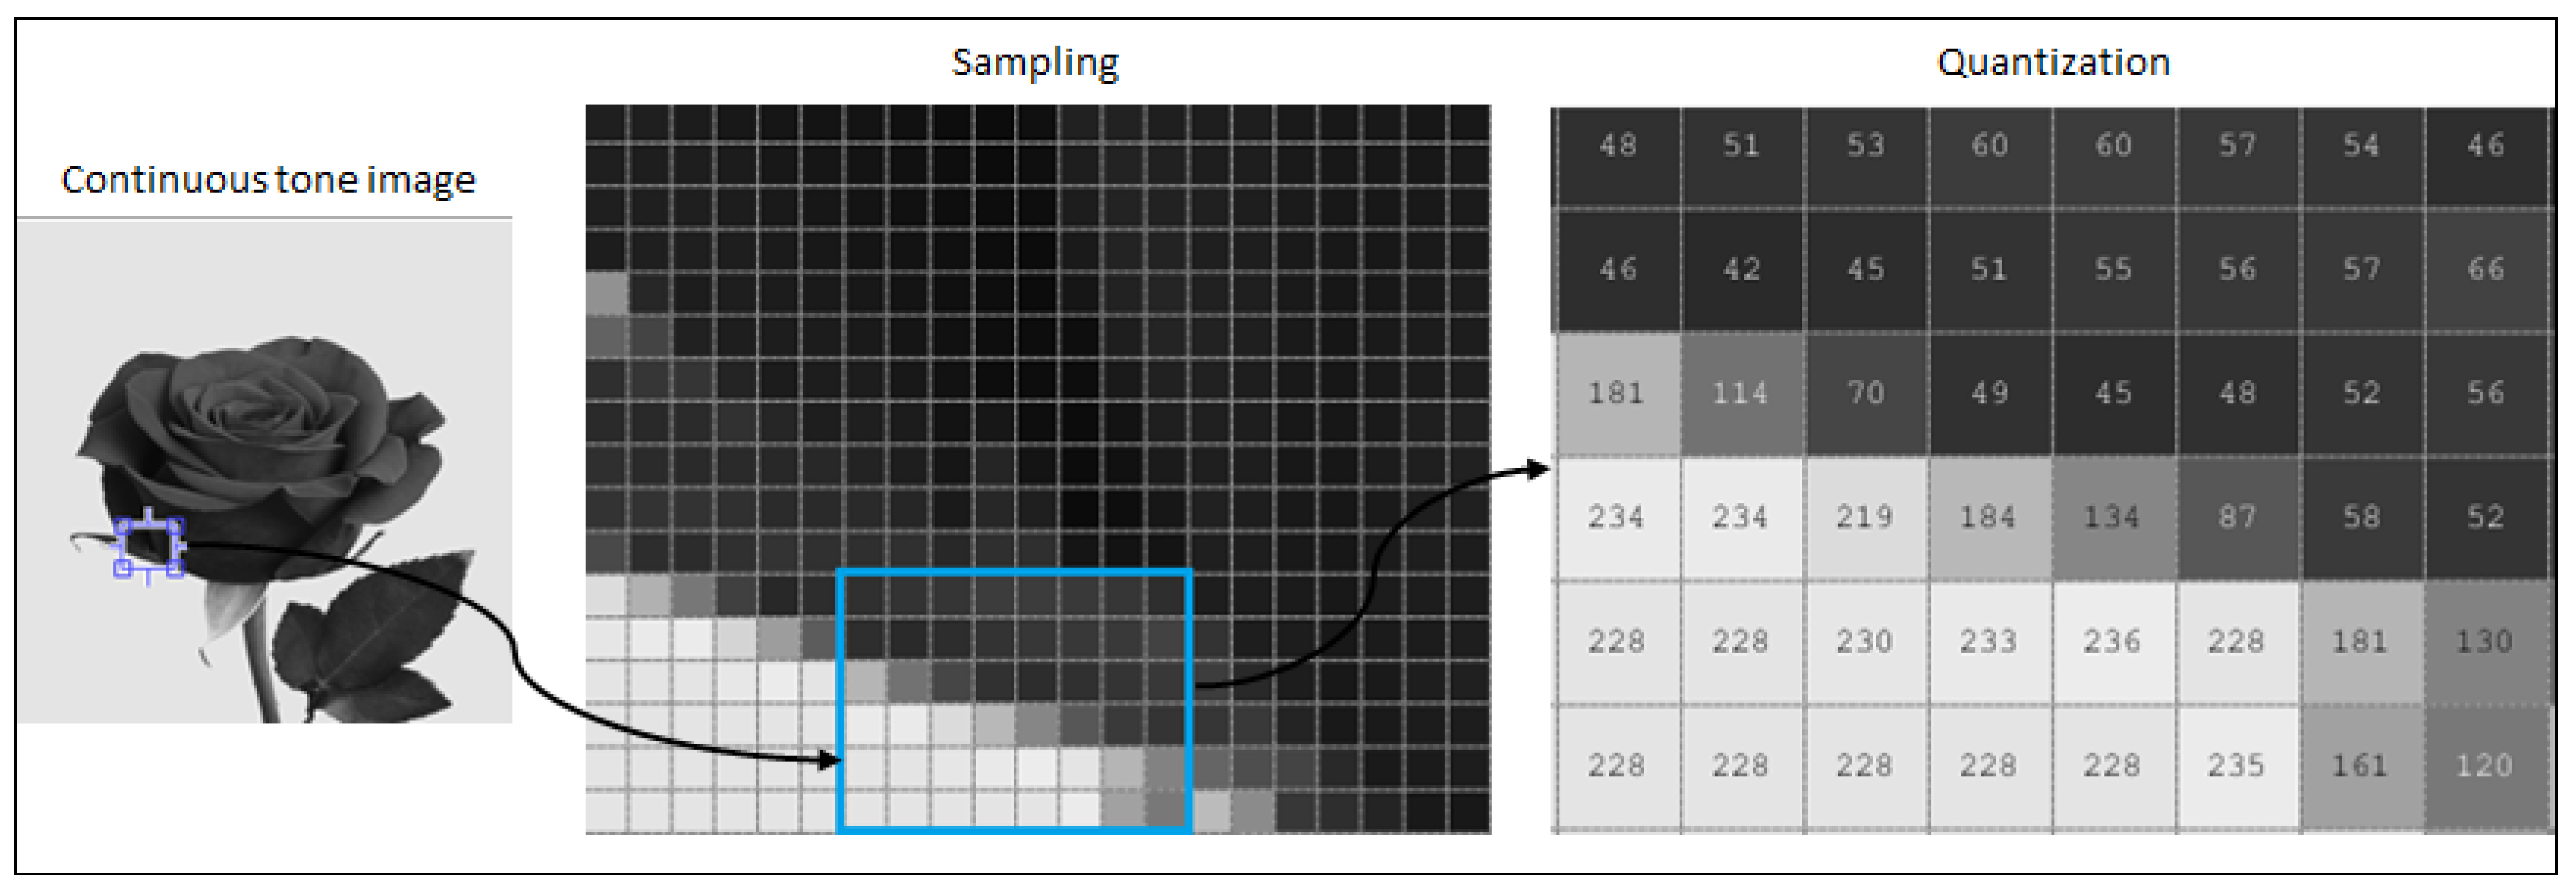 Sampling
Quantization
Continuous tone image
48 51 53 60 60 57 54 46
46 42 45 51 55 56 57 66
181 114 70 49 45 48 52 56
234 234 219 184 134 87 58 52
228 228 230 233 236 228 181 130
228 228 228 228 228 235 161 120